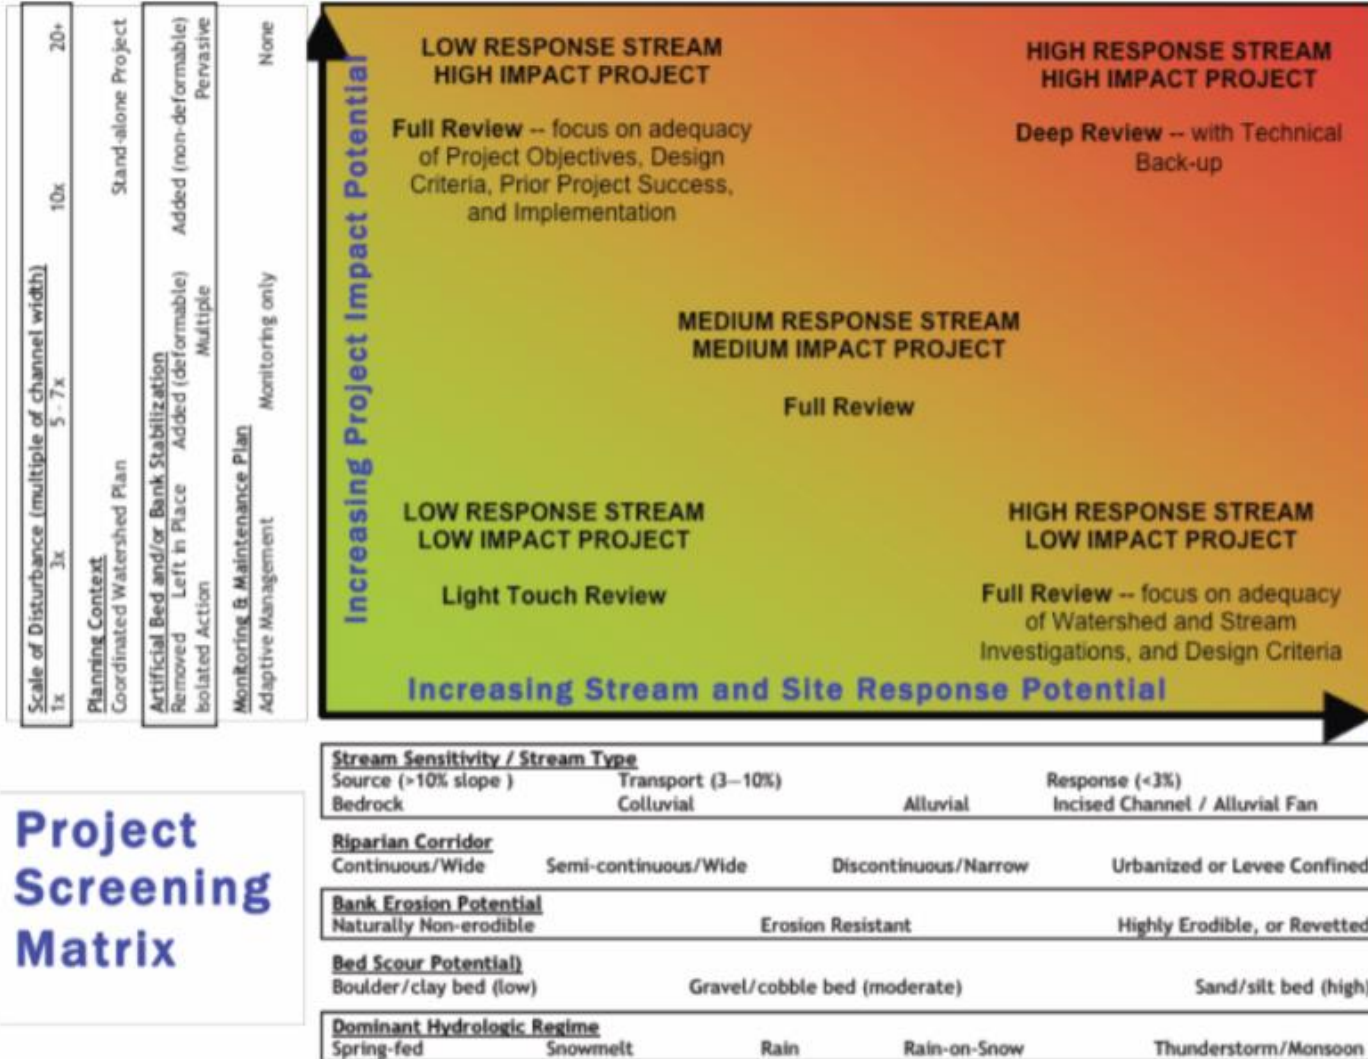 Scale of Disturbance (multiple of channel width)
1x 3x 5 - 7x 10x 20+
Planning Context
Coordinated Watershed Plan Stand-alone Project
Artificial Bed and/or Bank Stabilization
Removed Left in Place Added (deformable) Added (non-deformable)
Isolated Action Multiple Pervasive
Monitoring & Maintenance Plan
Adaptive Management Monitoring only None
Increasing Project Impact Potential
LOW RESPONSE STREAM
HIGH IMPACT PROJECT
Full Review -- focus on adequacy
of Project Objectives, Design
Criteria, Prior Project Success,
and Implementation
HIGH RESPONSE STREAM
HIGH IMPACT PROJECT
Deep Review -- with Technical
Back-up
MEDIUM RESPONSE STREAM
MEDIUM IMPACT PROJECT
Full Review
LOW RESPONSE STREAM
LOW IMPACT PROJECT
Light Touch Review
HIGH RESPONSE STREAM
LOW IMPACT PROJECT
Full Review -- focus on adequacy
of Watershed and Stream
Investigations, and Design Criteria
Increasing Stream and Site Response Potential
Project
Screening
Matrix
Stream Sensitivity / Stream Type
Source (>10% slope ) Transport (3—10%) Response (<3%)
Bedrock Colluvial Alluvial Incised Channel / Alluvial Fan
Riparian Corridor
Continuous/Wide Semi-continuous/Wide Discontinuous/Narrow Urbanized or Levee Confined
Bank Erosion Potential
Naturally Non-erodible Erosion Resistant Highly Erodible, or Revetted
Bed Scour Potential)
Boulder/clay bed (low) Gravel/cobble bed (moderate) Sand/silt bed (high)
Dominant Hydrologic Regime
Spring-fed Snowmelt Rain Rain-on-Snow Thunderstorm/Monsoon